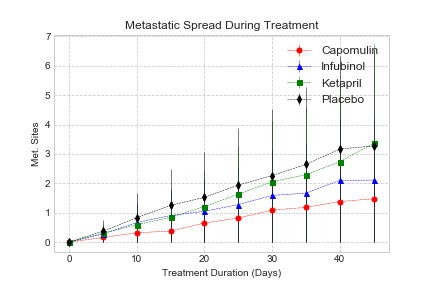 Metastatic Spread During Treatment
Met. Sites
7
6
5
4
3
2
1
0
0
10
20
30
40
Treatment Duration (Days)
Capomulin
Infubinol
Ketapril
Placebo